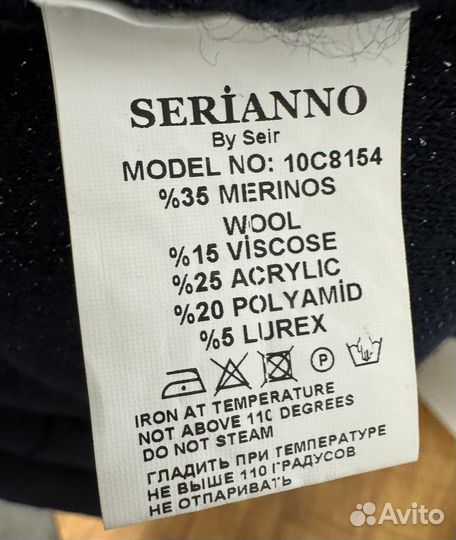 SERİANNO
By Seir
MODEL NO: 10C8154
%35 MERINOS
WOOL
%15 VİSCOSE
%25 ACRYLIC
%20 POLYAMİD
%5 LUREX
P
IRON AT TEMPERATURE
NOT ABOVE 110 DEGREES
DO NOT STEAM
ГЛАДИТЬ ПРИ ТЕМПЕРАТУРЕ
НЕ ВЫШЕ 110 ГРАДУСОВ
НЕ ОТПАРИВАТЬ
Avito